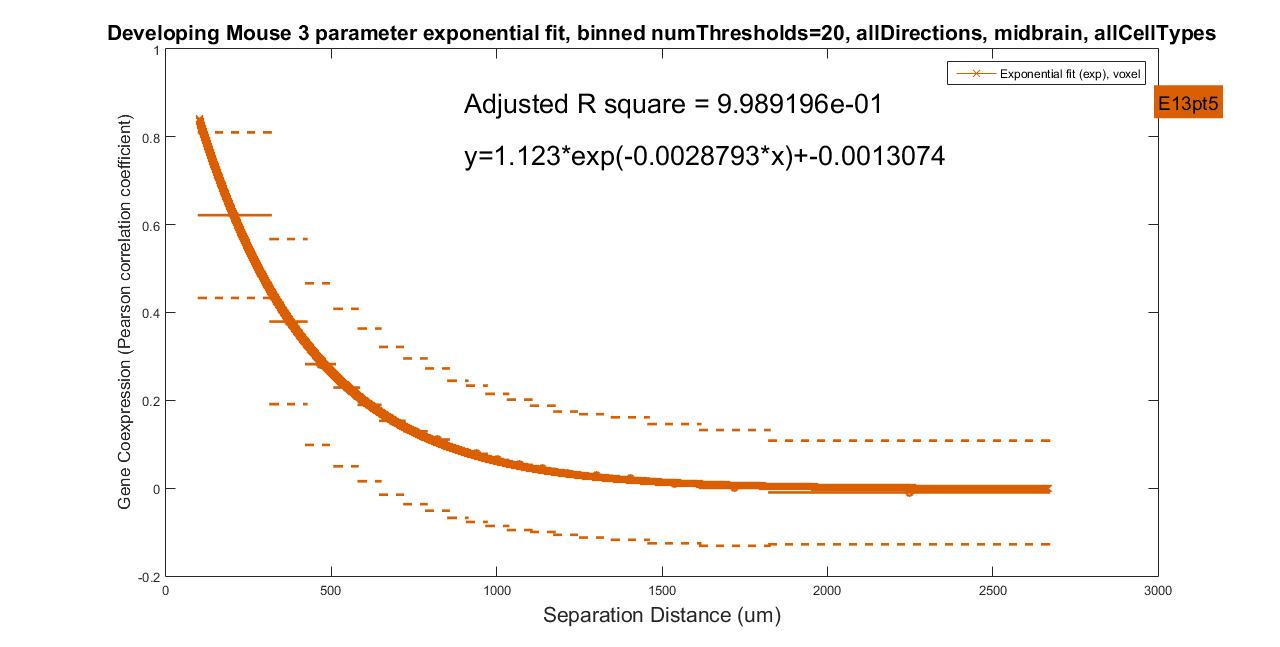 Developing Mouse 3 parameter exponential fit, binned numThresholds=20, allDirections, midbrain, allCellTypes
Exponential fit (exp), voxel
E13pt5
Adjusted R square = 9.989196e-01
y=1.123*exp(-0.0028793*x)+-0.0013074
Gene Coexpression (Pearson correlation coefficient)
1
0.8
0.6
0.4
0.2
0
-0.2
0 500 1000 1500 2000 2500 3000
Separation Distance (um)